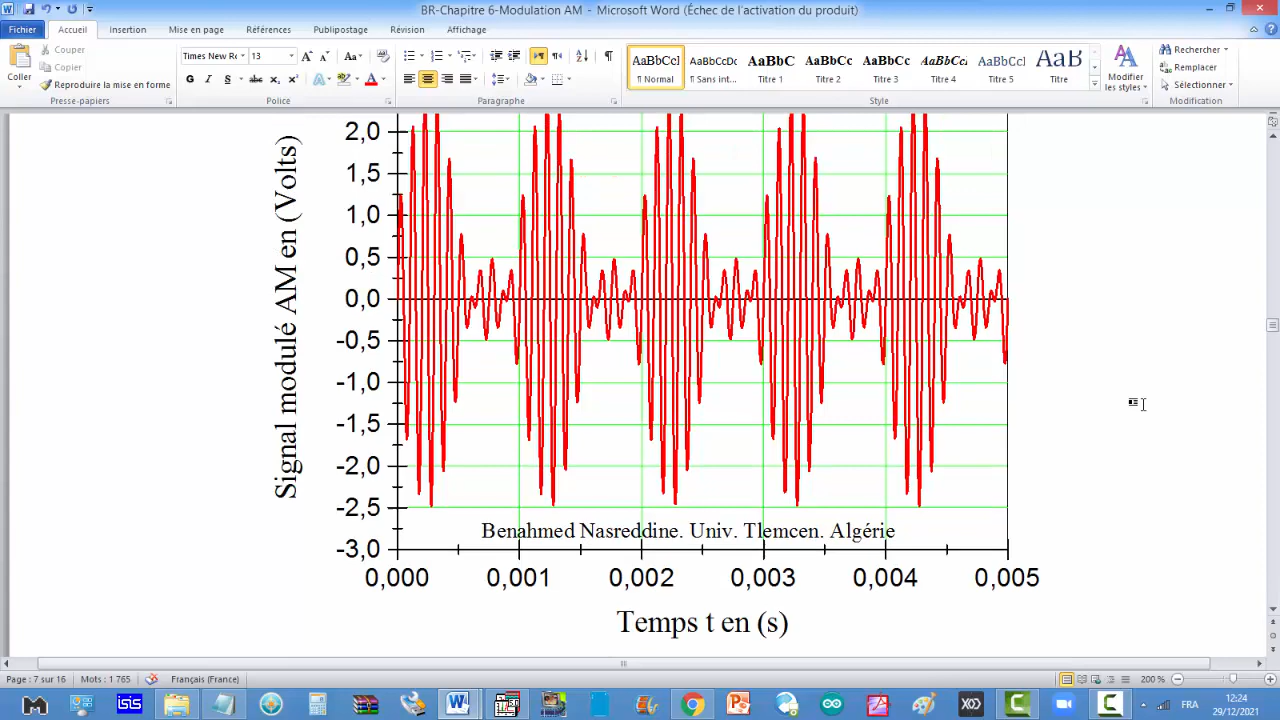 BR-Chapitre 6-Modulation AM - Microsoft Word (Échec de l'activation du produit)
Fichier Accueil Insertion Mise en page Références Publipostage Révision Affichage
Coller
Couper
Copier
Reproduire la mise en forme
Presse-papiers
Times New Ro 13
G I S abc x₂ x²
Police
Paragraphe
AaBbCcI AaBbCcDc AaBbC AaBbCc AaBbCc AaBbCc. AaBbCcI AaB
¶ Normal ¶ Sans int... Titre 1 Titre 2 Titre 3 Titre 4 Titre 5 Titre
Modifier les styles
Style
Rechercher
Remplacer
Sélectionner
Modification
Signal modulé AM en (Volts)
2,0
1,5
1,0
0,5
0,0
-0,5
-1,0
-1,5
-2,0
-2,5
-3,0
Benahmed Nasreddine. Univ. Tlemcen. Algérie
0,000 0,001 0,002 0,003 0,004 0,005
Temps t en (s)
Page : 7 sur 16 Mots : 1 765 Français (France) 200 %
isis
FRA
12:24
29/12/2021